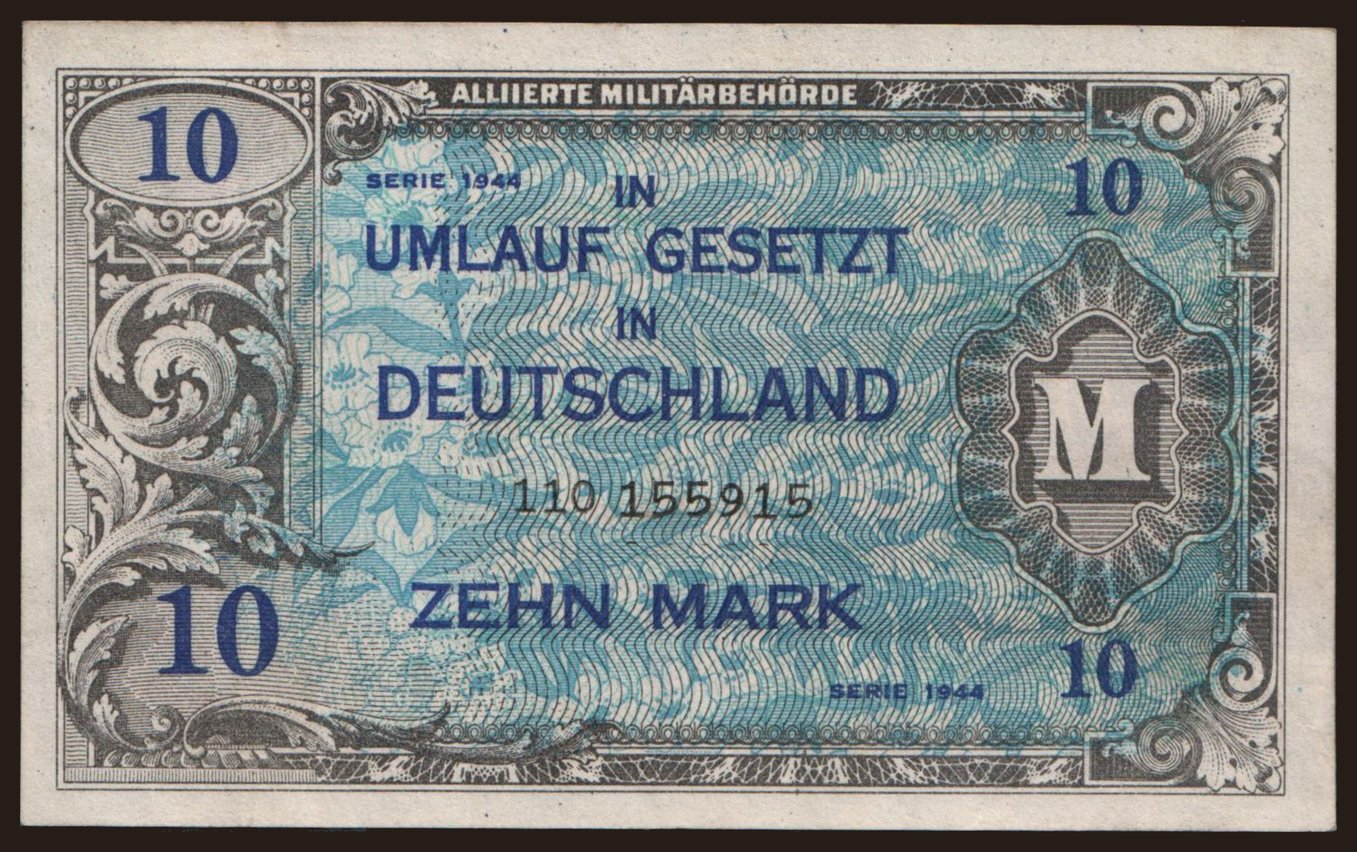 ALLIIERTE MILITÄRBEHÖRDE
10
10
SERIE 1944
IN
UMLAUF GESETZT
IN
DEUTSCHLAND
M
110 155915
ZEHN MARK
10
10
SERIE 1944